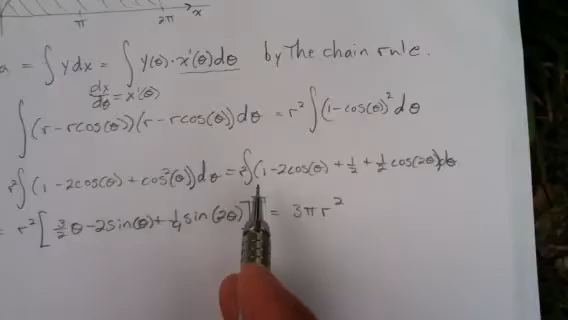 π 2π x
a = ∫ y dx = ∫ y(θ)·x'(θ)dθ by the chain rule.
dx/dθ = x'(θ)
∫(r-rcos(θ))(r-rcos(θ))dθ = r² ∫(1-cos(θ))² dθ
r² ∫(1-2cos(θ)+cos²(θ))dθ = r² ∫(1-2cos(θ)+1/2+1/2 cos(2θ))dθ
= r² [3/2 θ-2sin(θ)+1/4 sin(2θ)] = 3πr²